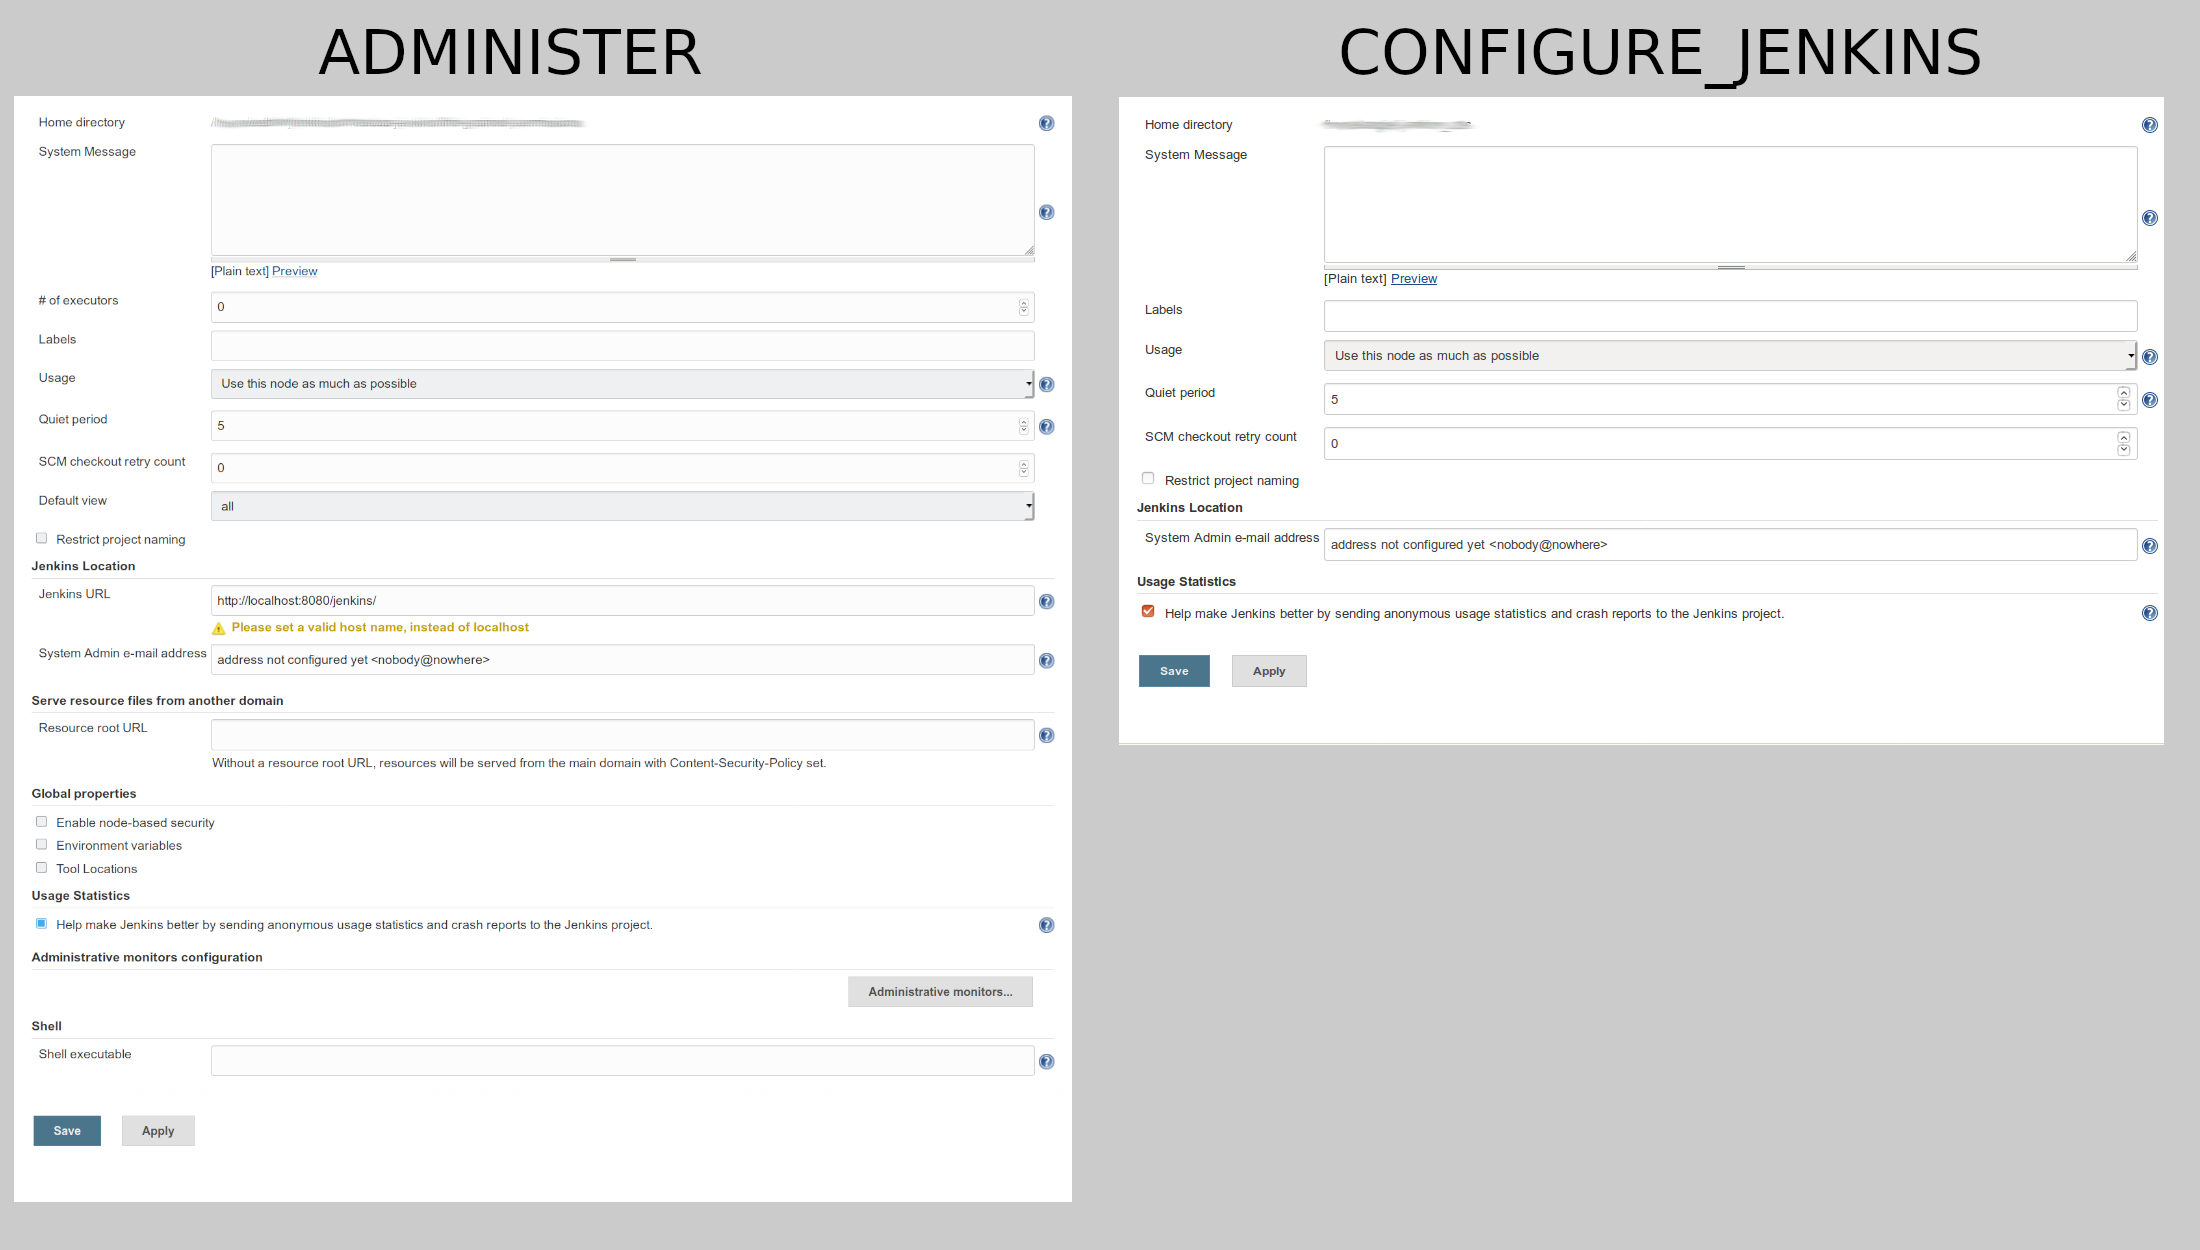 ADMINISTER
Home directory
System Message
[Plain text] Preview
# of executors
0
Labels
Usage
Use this node as much as possible
Quiet period
5
SCM checkout retry count
0
Default view
all
Restrict project naming
Jenkins Location
Jenkins URL
http://localhost:8080/jenkins/
Please set a valid host name, instead of localhost
System Admin e-mail address
address not configured yet <nobody@nowhere>
Serve resource files from another domain
Resource root URL
Without a resource root URL, resources will be served from the main domain with Content-Security-Policy set.
Global properties
Enable node-based security
Environment variables
Tool Locations
Usage Statistics
Help make Jenkins better by sending anonymous usage statistics and crash reports to the Jenkins project.
Administrative monitors configuration
Administrative monitors...
Shell
Shell executable
Save
Apply
CONFIGURE_JENKINS
Home directory
System Message
[Plain text] Preview
Labels
Usage
Use this node as much as possible
Quiet period
5
SCM checkout retry count
0
Restrict project naming
Jenkins Location
System Admin e-mail address
address not configured yet <nobody@nowhere>
Usage Statistics
Help make Jenkins better by sending anonymous usage statistics and crash reports to the Jenkins project.
Save
Apply